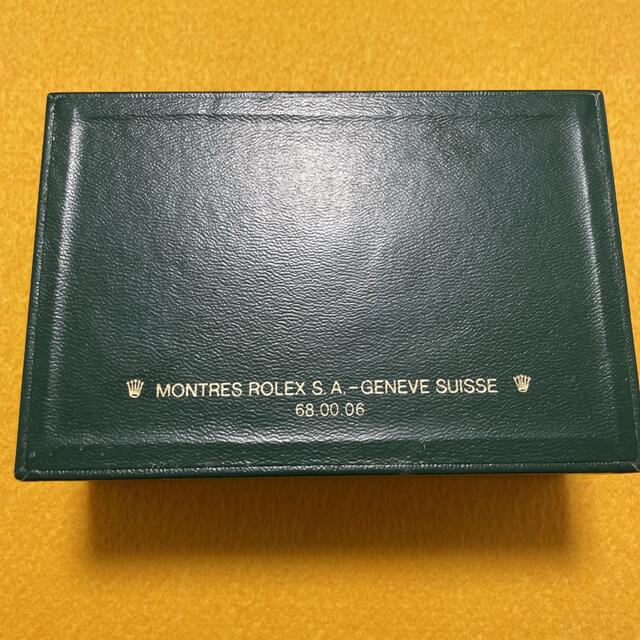 MONTRES ROLEX S.A.-GENEVE SUISSE
68.00.06